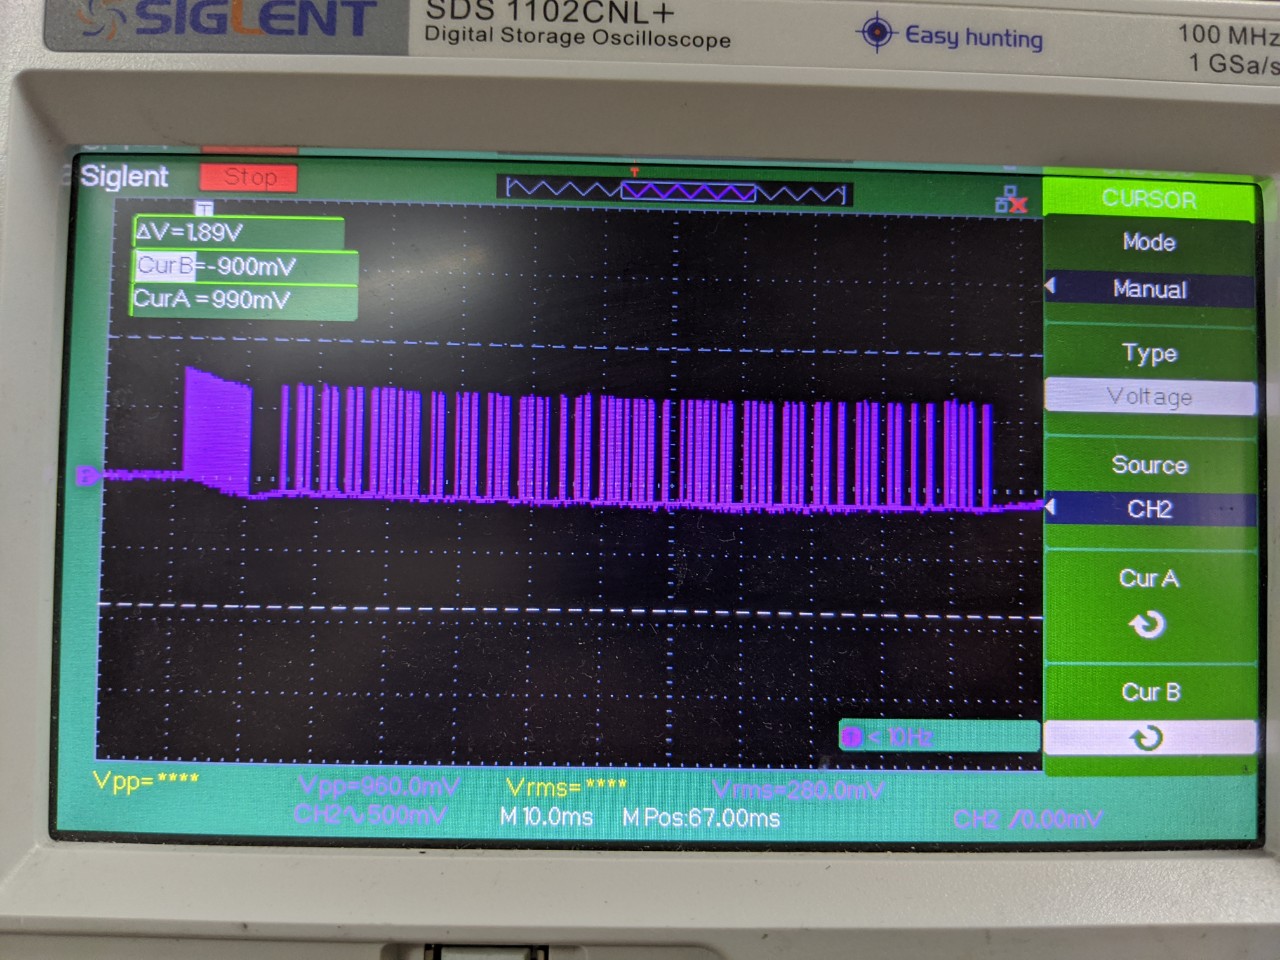 SIGLENT
SDS 1102CNL+
Digital Storage Oscilloscope
Easy hunting
100 MHz
1 GSa/s
Siglent
Stop
T
CURSOR
ΔV=1.89V
CurB=-900mV
CurA =990mV
Mode
Manual
Type
Voltage
Source
CH2
Cur A
Cur B
< 10Hz
Vpp=**** Vpp=960.0mV Vrms=**** Vrms=280.0mV
CH2∿500mV M 10.0ms M Pos:67.00ms CH2 /0.00mV